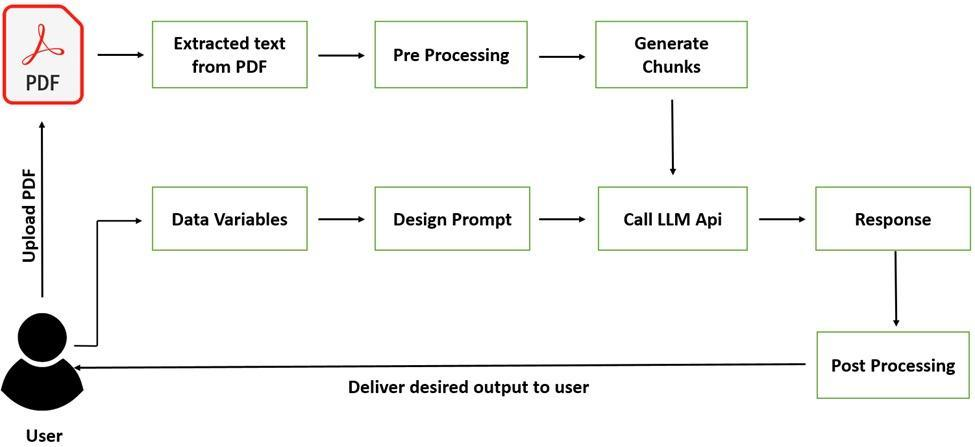 PDF
Extracted text
from PDF
Pre Processing
Generate
Chunks
Upload PDF
Data Variables
Design Prompt
Call LLM Api
Response
Post Processing
Deliver desired output to user
User